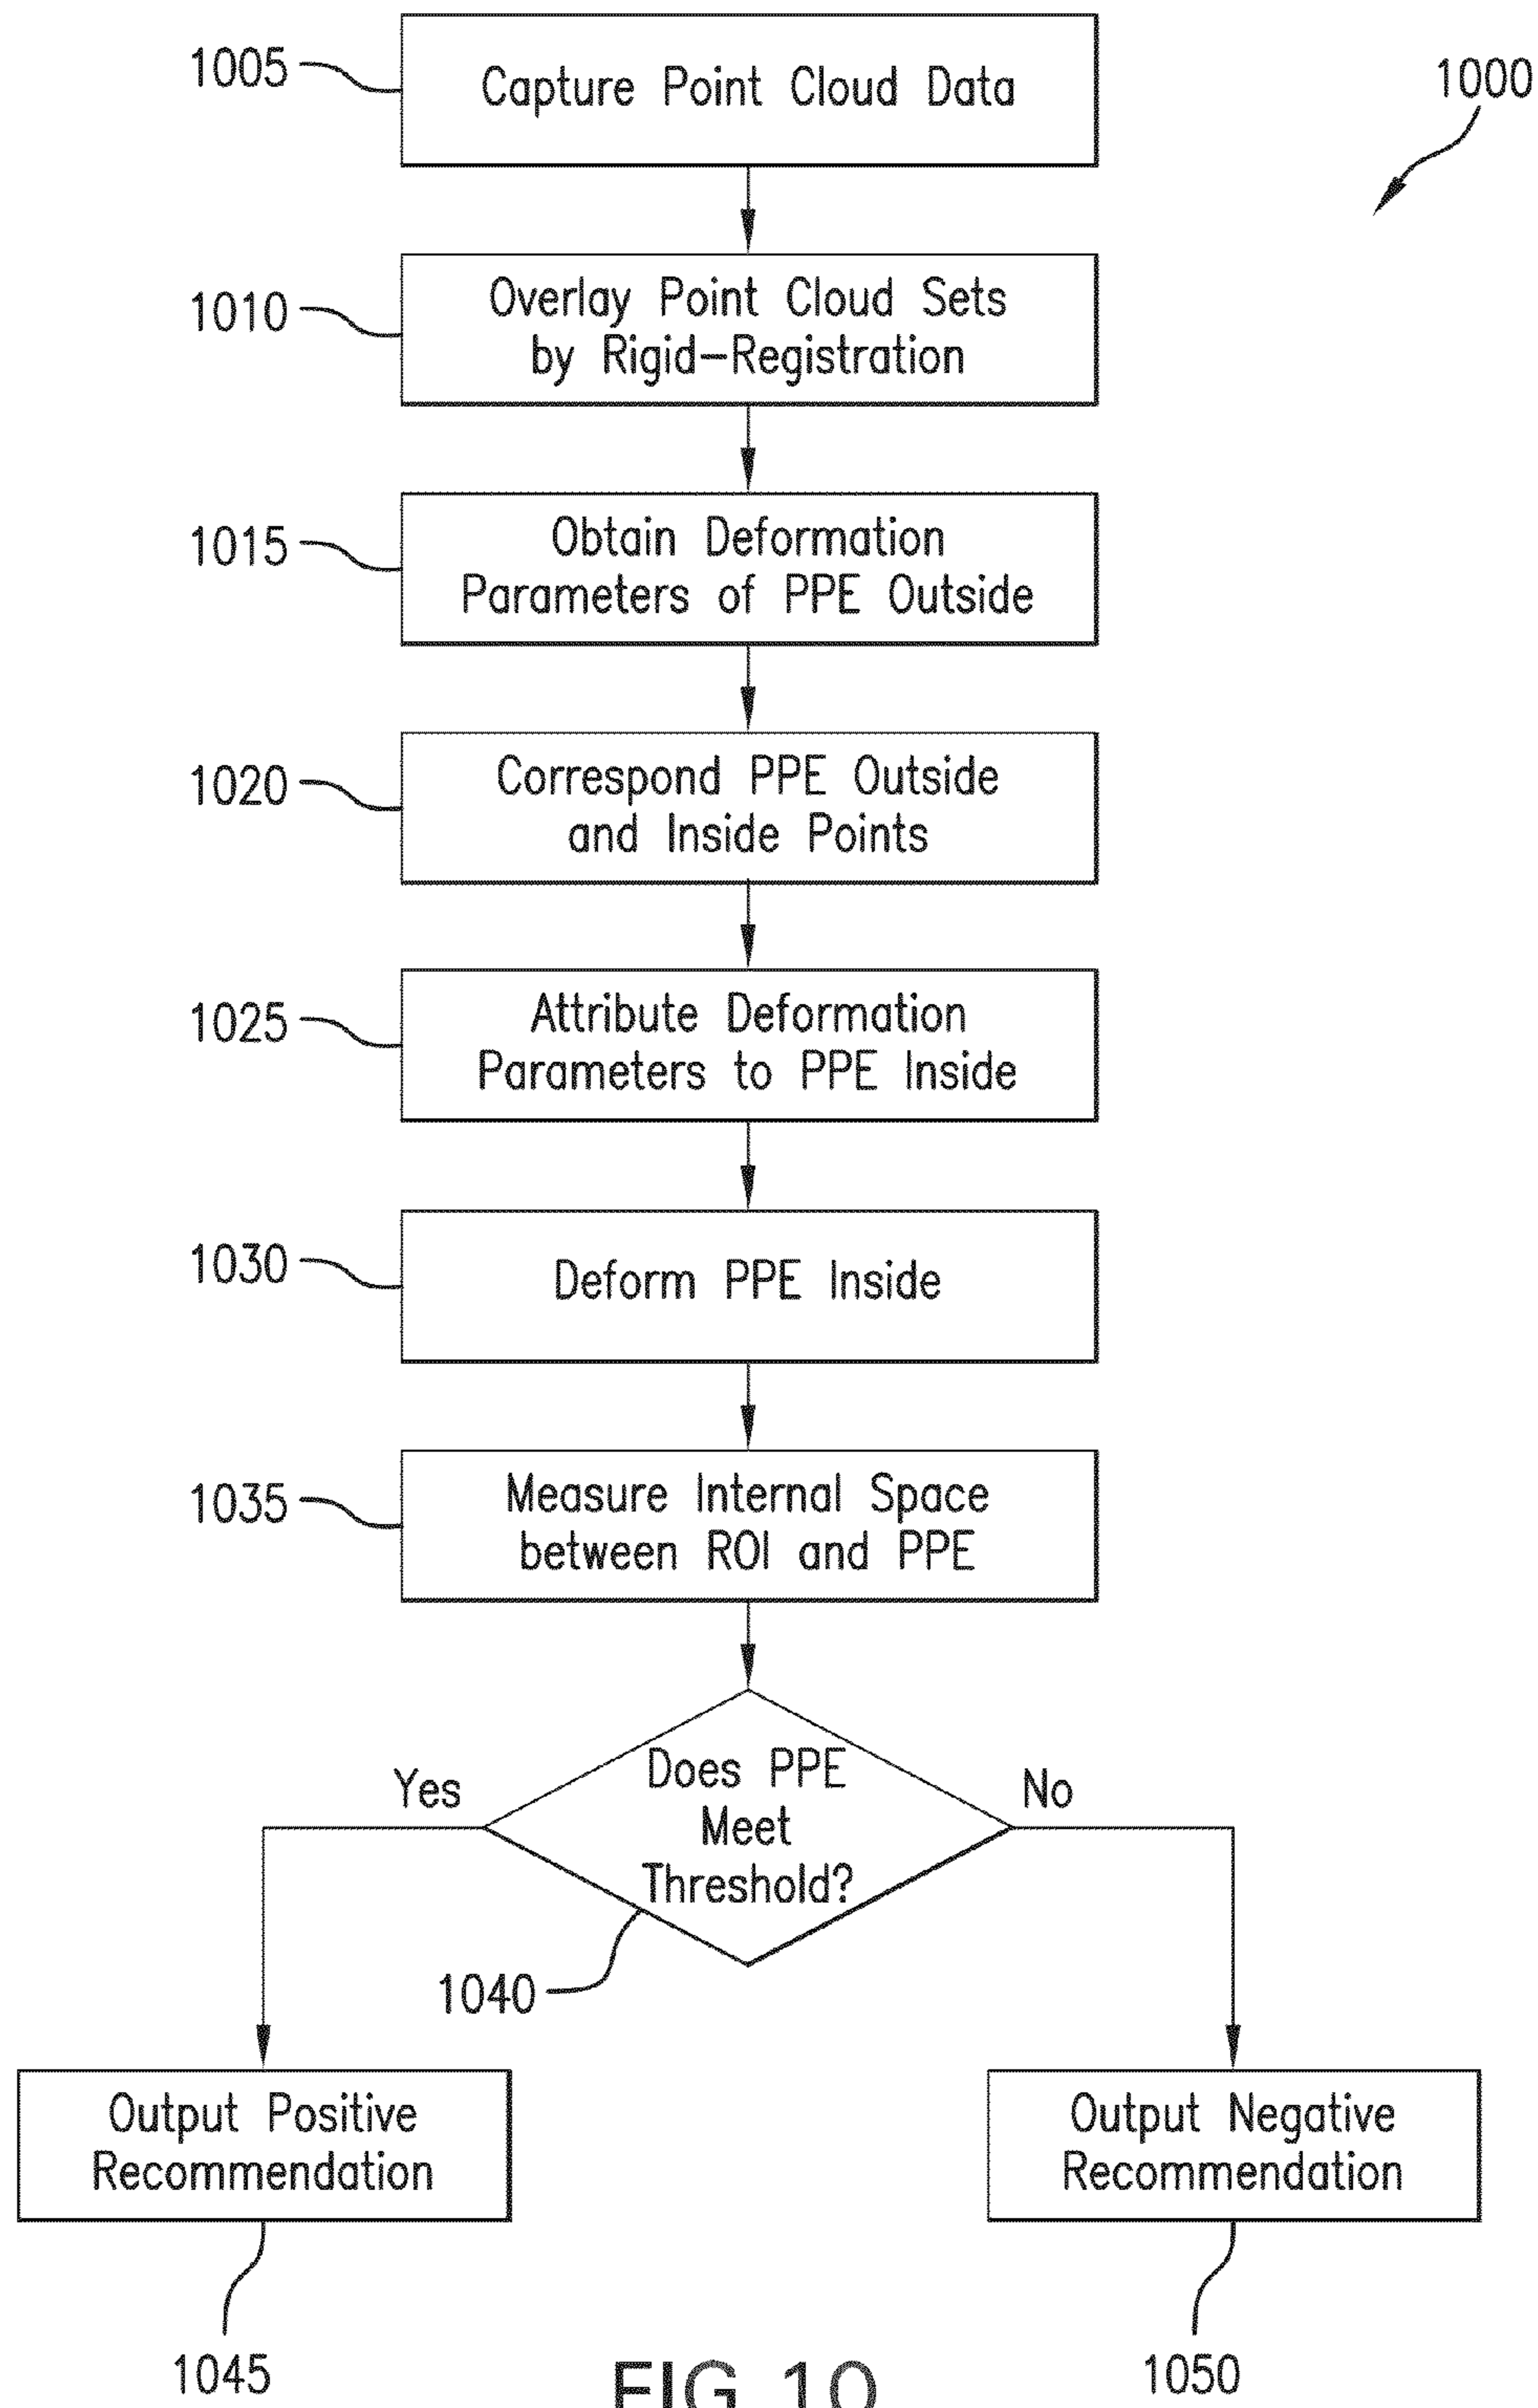 1005
Capture Point Cloud Data
1000
1010
Overlay Point Cloud Sets
by Rigid-Registration
1015
Obtain Deformation
Parameters of PPE Outside
1020
Correspond PPE Outside
and Inside Points
1025
Attribute Deformation
Parameters to PPE Inside
1030
Deform PPE Inside
1035
Measure Internal Space
between ROI and PPE
Yes
Does PPE
Meet
Threshold?
No
1040
Output Positive
Recommendation
Output Negative
Recommendation
1045
1050
FIG. 10